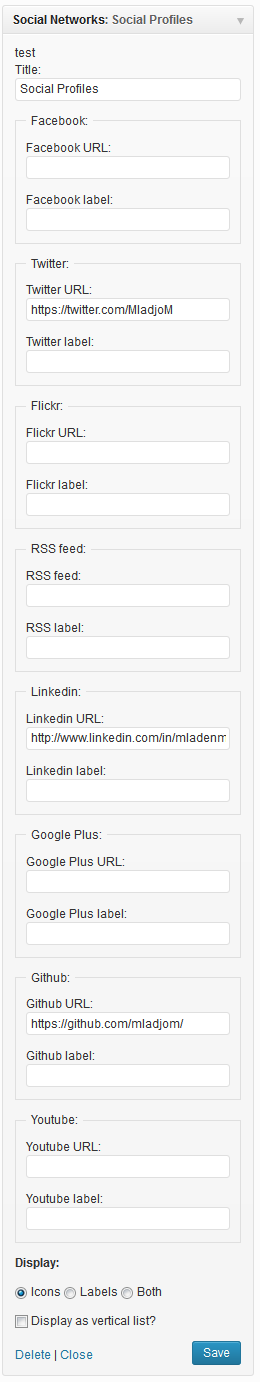 Social Networks: Social Profiles
test
Title:
Social Profiles
Facebook:
Facebook URL:
Facebook label:
Twitter:
Twitter URL:
https://twitter.com/MladjoM
Twitter label:
Flickr:
Flickr URL:
Flickr label:
RSS feed:
RSS feed:
RSS label:
Linkedin:
Linkedin URL:
http://www.linkedin.com/in/mladenm
Linkedin label:
Google Plus:
Google Plus URL:
Google Plus label:
Github:
Github URL:
https://github.com/mladjom/
Github label:
Youtube:
Youtube URL:
Youtube label:
Display:
Icons Labels Both
Display as vertical list?
Delete | Close Save